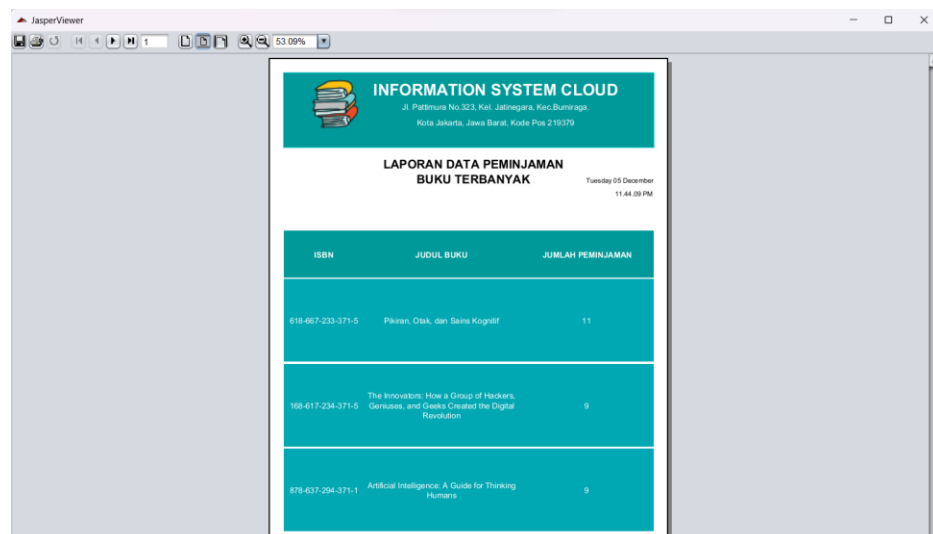 JasperViewer
1
53.09%
INFORMATION SYSTEM CLOUD
Jl. Pattimura No.323, Kel. Jatinegara, Kec.Bumiraga.
Kota Jakarta, Jawa Barat, Kode Pos 219379
LAPORAN DATA PEMINJAMAN
BUKU TERBANYAK
Tuesday 05 December
11.44.09 PM
ISBN JUDUL BUKU JUMLAH PEMINJAMAN
618-667-233-371-5 Pikiran, Otak, dan Sains Kognitif 11
The Innovators: How a Group of Hackers,
168-617-234-371-5 Geniuses, and Geeks Created the Digital 9
Revolution
878-637-294-371-1 Artificial Intelligence: A Guide for Thinking 9
Humans